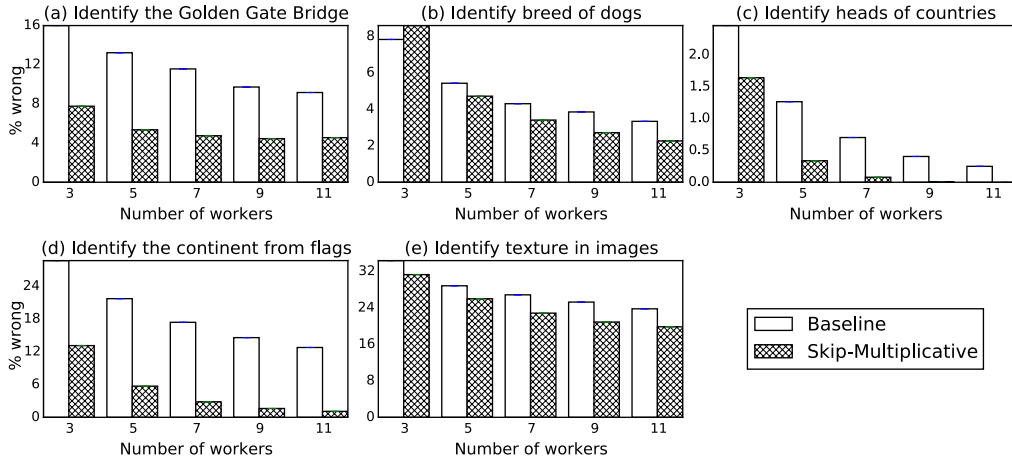 (a) Identify the Golden Gate Bridge
16
12
8
4
0
% wrong
3 5 7 9 11
Number of workers
(b) Identify breed of dogs
8
6
4
2
0
3 5 7 9 11
Number of workers
(c) Identify heads of countries
2.0
1.5
1.0
0.5
0.0
3 5 7 9 11
Number of workers
(d) Identify the continent from flags
24
18
12
6
0
% wrong
3 5 7 9 11
Number of workers
(e) Identify texture in images
32
24
16
8
0
3 5 7 9 11
Number of workers
Baseline
Skip-Multiplicative